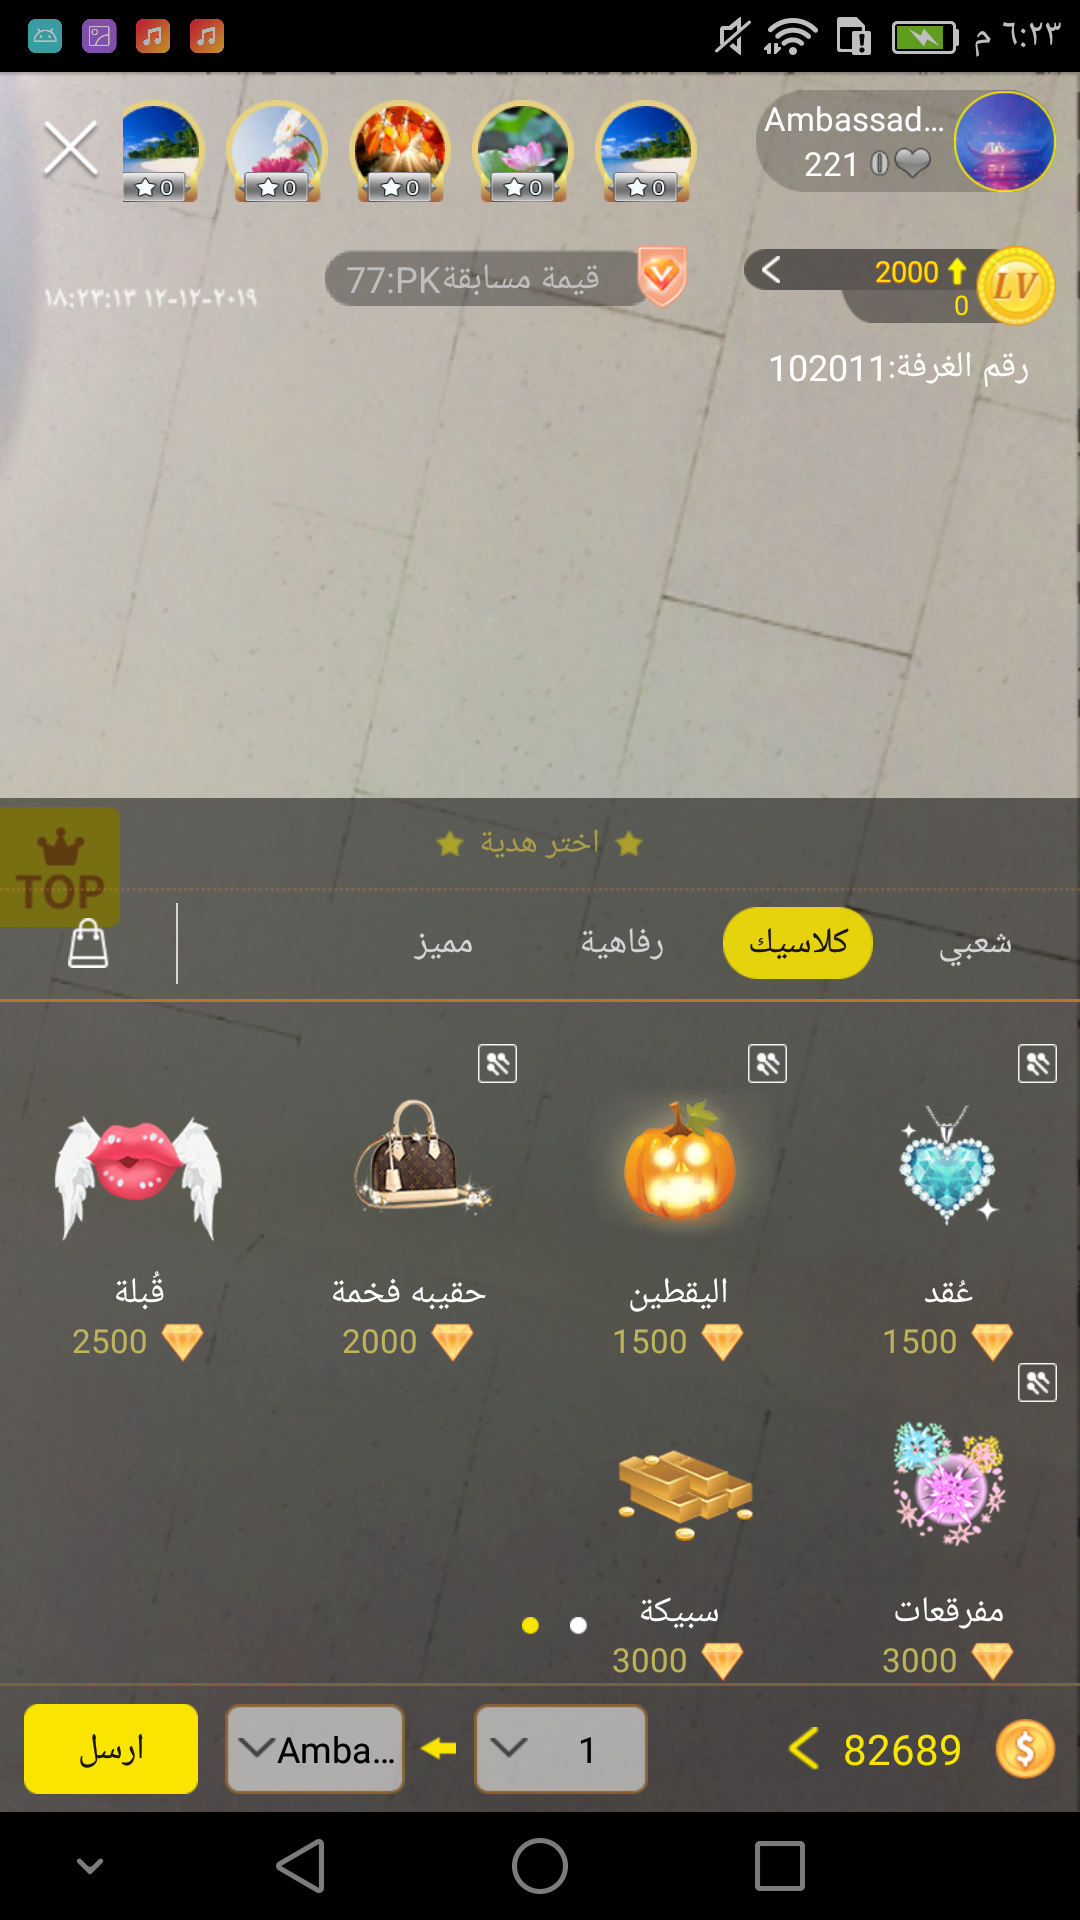 ٦:٢٣ م
Ambassad...
221 0
0
0
0
0
0
2000
0
LV
قيمة مسابقة77:PK
١٨:٢٣:١٣ ١٢-١٢-٢٠١٩
رقم الغرفة:102011
اختر هدية
TOP
شعبي
كلاسيك
رفاهية
مميز
عُقد
1500
اليقطين
1500
حقيبه فخمة
2000
قُبلة
2500
مفرقعات
3000
سبيكة
3000
82689
1
Amba...
ارسل